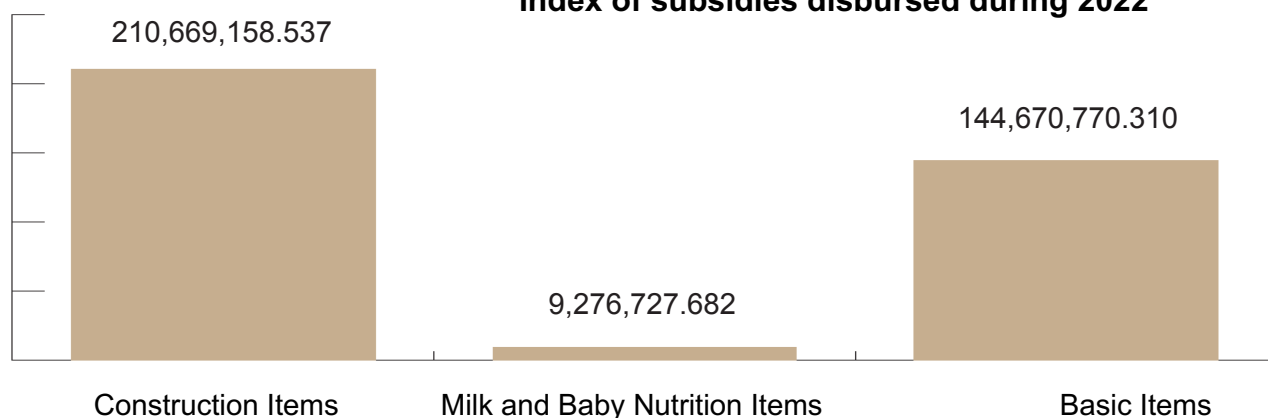 Index of subsidies disbursed during 2022
210,669,158.537
144,670,770.310
9,276,727.682
Construction Items
Milk and Baby Nutrition Items
Basic Items